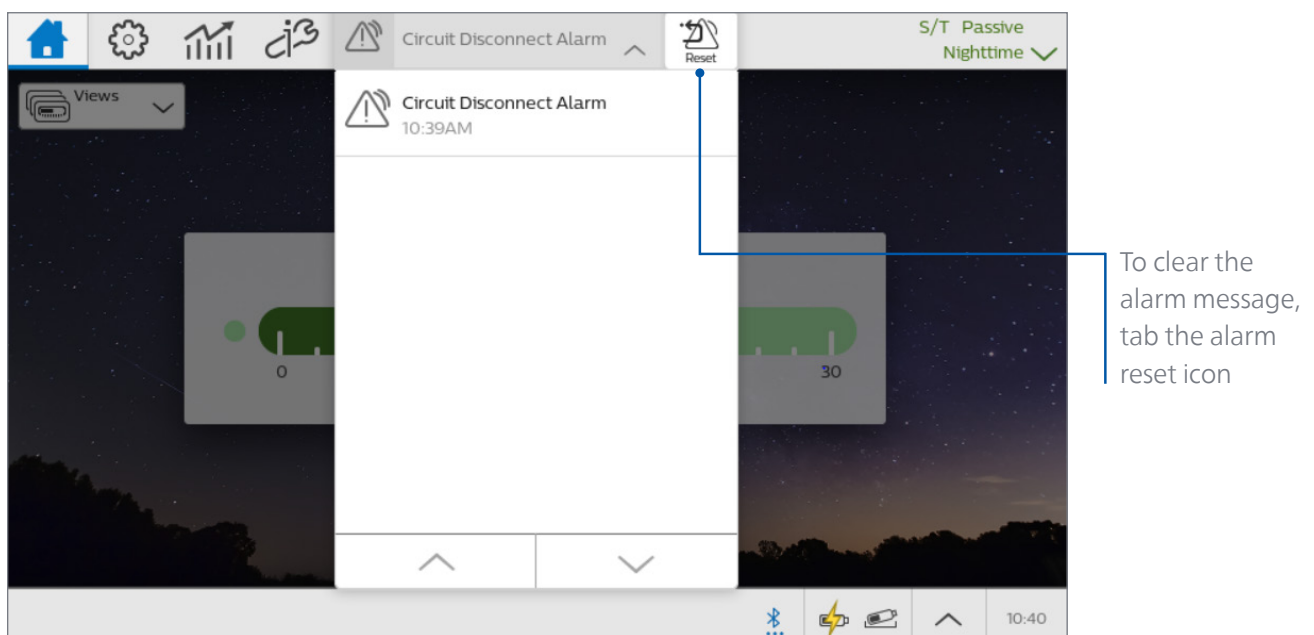 Circuit Disconnect Alarm
Reset
S/T Passive
Nighttime
Views
Circuit Disconnect Alarm
10:39AM
0
30
To clear the
alarm message,
tab the alarm
reset icon
10:40